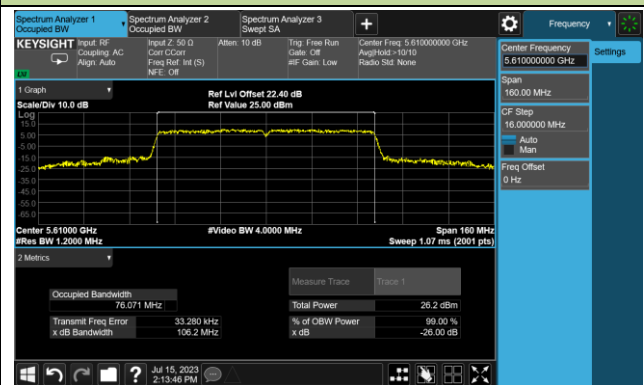 Spectrum Analyzer 1
Occupied BW
Spectrum Analyzer 2
Occupied BW
Spectrum Analyzer 3
Swept SA
Frequency
KEYSIGHT
Input: RF
Coupling: AC
Align: Auto
Input Z: 50 Ω
Corr CCorr
Freq Ref: Int (S)
NFE: Off
Atten: 10 dB
Trig: Free Run
Gate: Off
#IF Gain: Low
Center Freq: 5.610000000 GHz
Avg|Hold:>10/10
Radio Std: None
Center Frequency
5.610000000 GHz
Settings
Span
160.00 MHz
CF Step
16.000000 MHz
Auto
Man
Freq Offset
0 Hz
1 Graph
Scale/Div 10.0 dB
Ref Lvl Offset 22.40 dB
Ref Value 25.00 dBm
Log
15.0
5.00
-5.00
-15.0
-25.0
-35.0
-45.0
-55.0
-65.0
Center 5.61000 GHz
#Res BW 1.2000 MHz
#Video BW 4.0000 MHz
Span 160 MHz
Sweep 1.07 ms (2001 pts)
2 Metrics
Measure Trace
Trace 1
Occupied Bandwidth
76.071 MHz
Total Power
26.2 dBm
Transmit Freq Error
33.280 kHz
% of OBW Power
99.00 %
x dB Bandwidth
106.2 MHz
x dB
-26.00 dB
Jul 15, 2023
2:13:46 PM